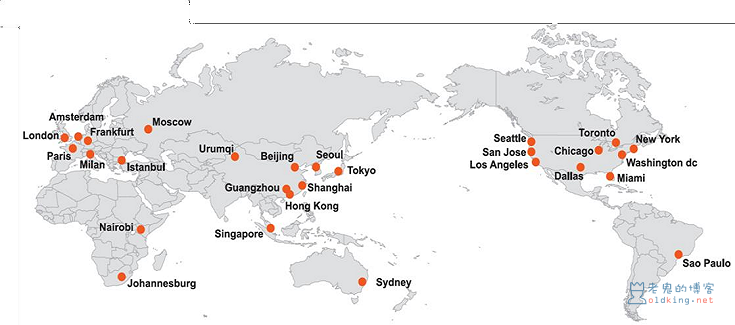 Amsterdam
London
Frankfurt
Moscow
Paris
Milan
Istanbul
Urumqi
Beijing
Seoul
Tokyo
Guangzhou
Shanghai
Hong Kong
Singapore
Nairobi
Johannesburg
Sydney
Seattle
San Jose
Los Angeles
Toronto
New York
Chicago
Washington dc
Dallas
Miami
Sao Paulo
老鬼的博客
oldking.net